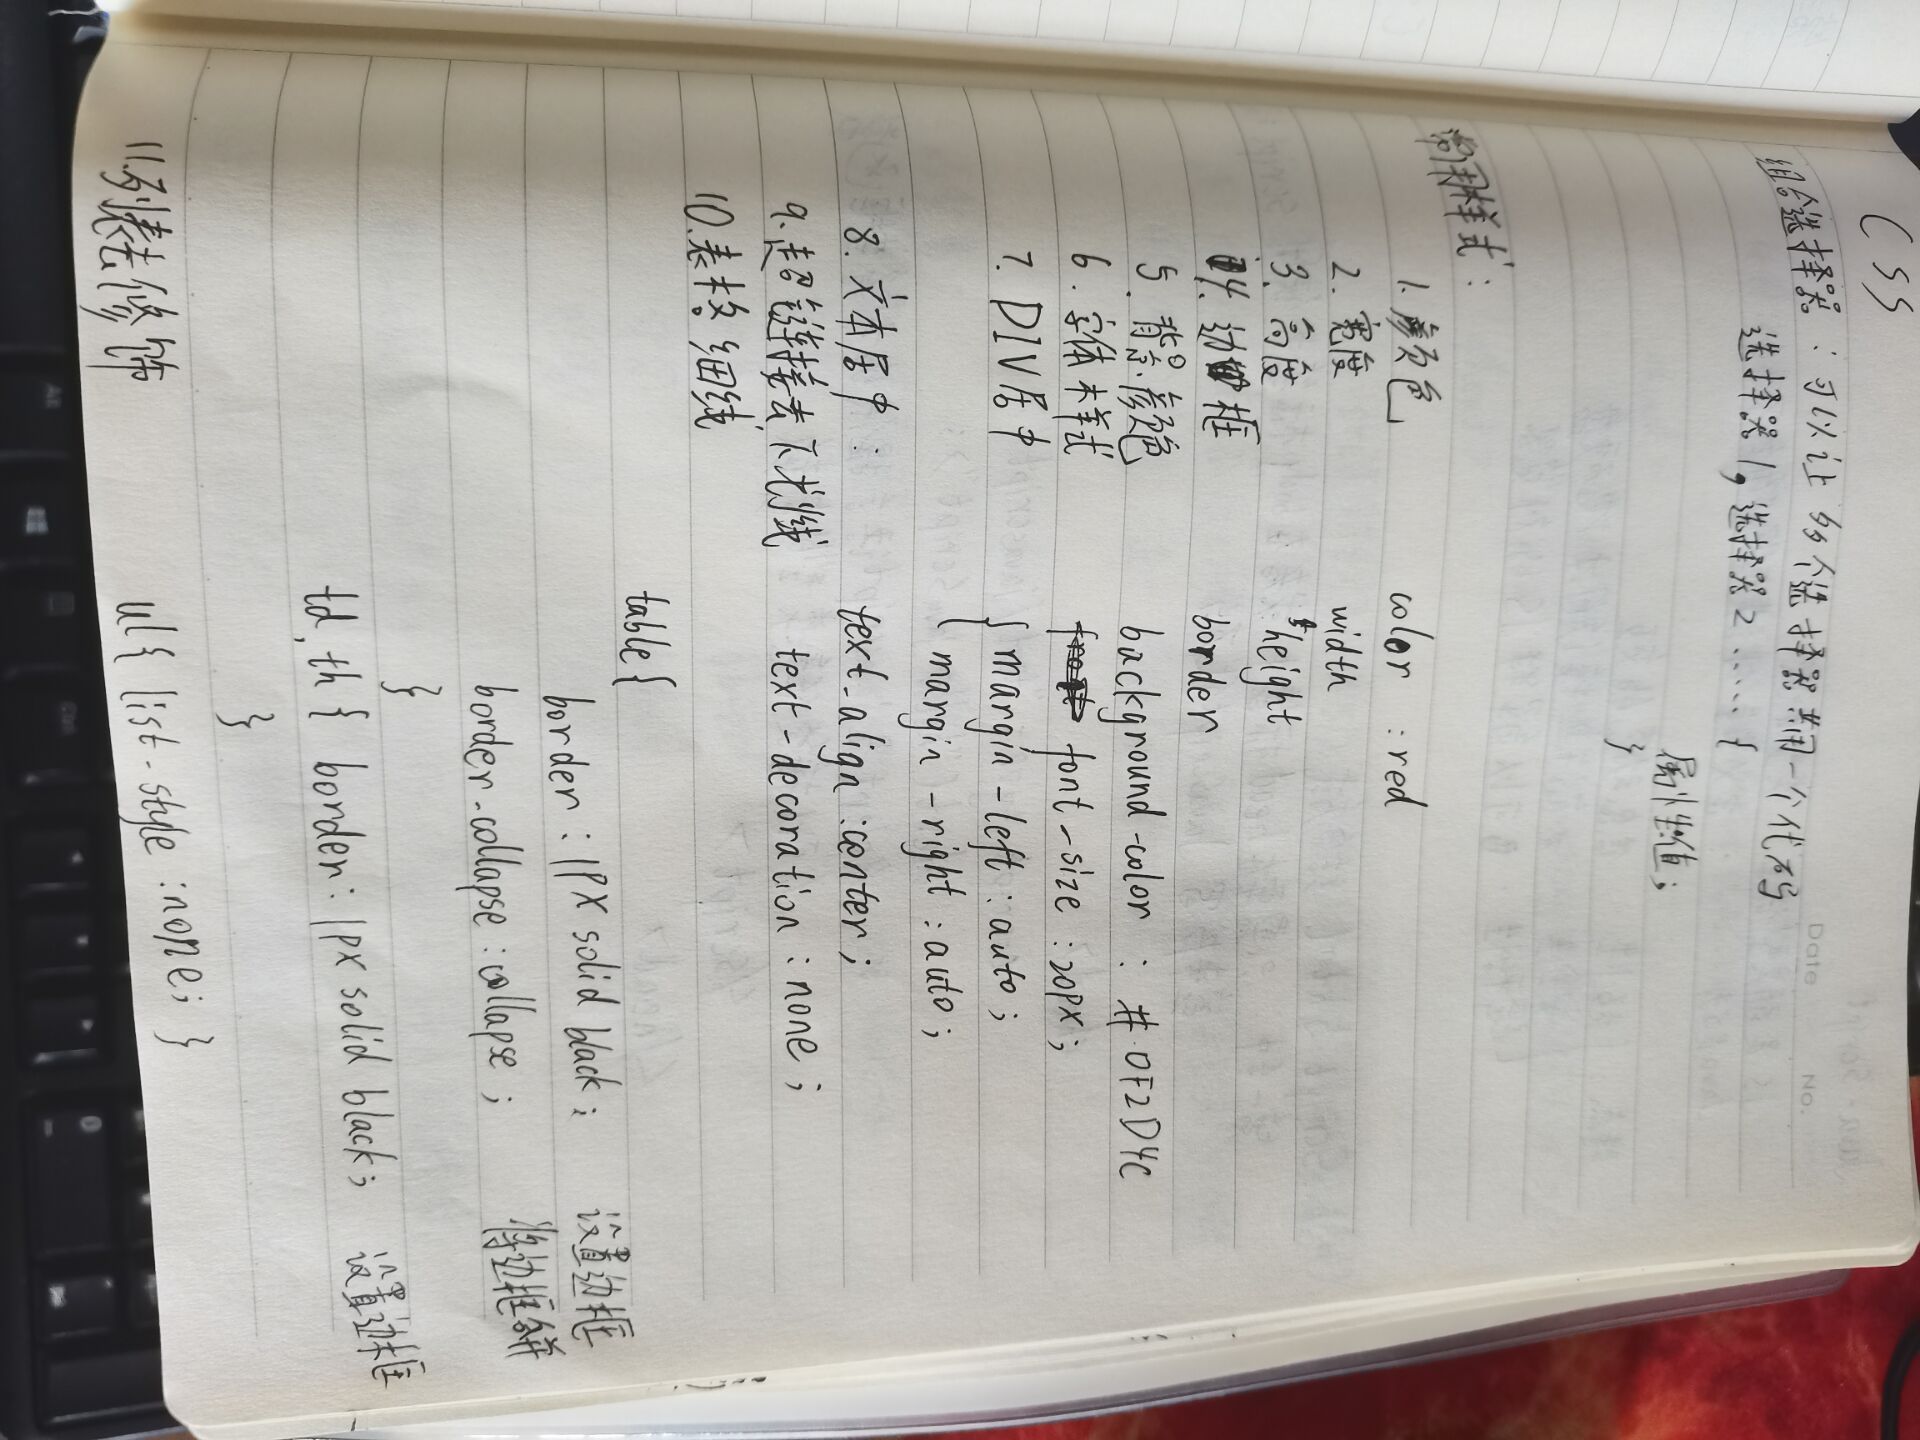 Date
No.
CSS
组合选择器：可以让多个选择器共用一个代码
选择器1,选择器2.....{
属性:值;
}
常用样式:
1.颜色 color:red
2.宽度 width
3.高度 height
4.边框 border
5.背景颜色 background-color: #0F2D4C
6.字体样式 font-size:20px;
7.DIV居中 { margin-left:auto;
{ margin-right:auto;
8.文本居中: text-align:center;
9.超链接去下划线 text-decoration:none;
10.表格细线
table{
border:1px solid black; 设置边框
border-collapse:collapse; 将边框合并
}
td,th{ border:1px solid black; 设置边框
}
11.列表去修饰 ul{ list-style:none; }